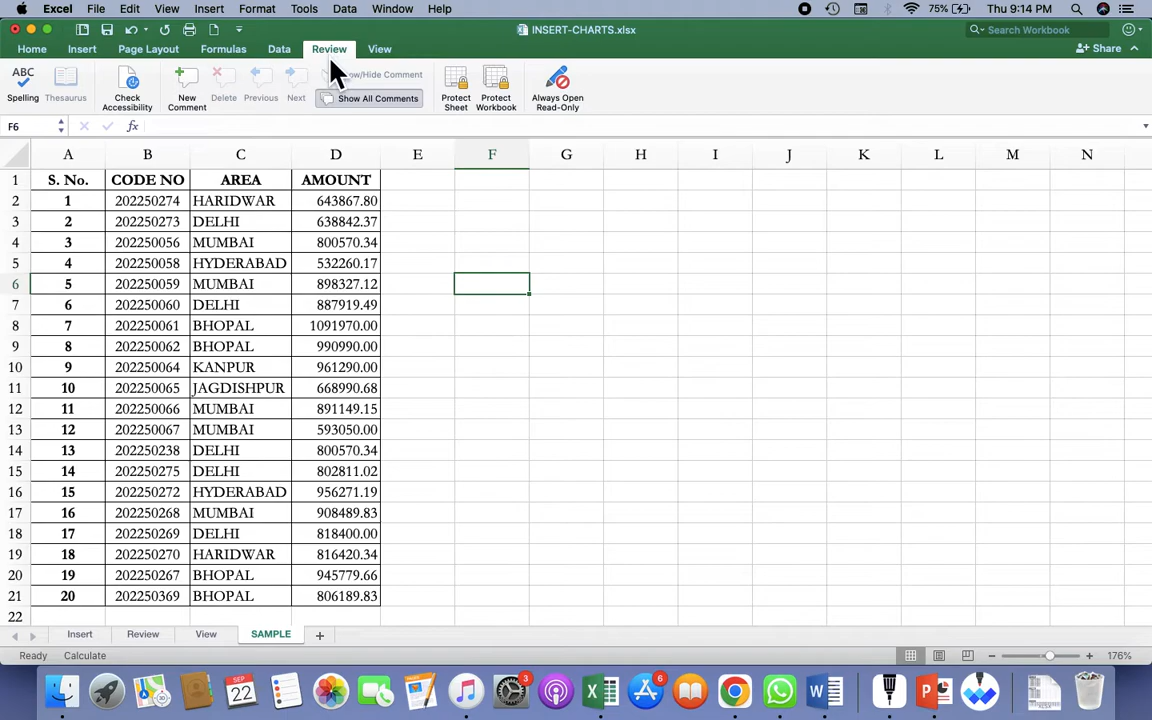 Excel File Edit View Insert Format Tools Data Window Help 75% Thu 9:14 PM
INSERT-CHARTS.xlsx Search Workbook
Home Insert Page Layout Formulas Data Review View Share
ABC
Spelling Thesaurus Check Accessibility New Comment Delete Previous Next Show All Comments Protect Sheet Protect Workbook Always Open Read-Only
F6 fx
A B C D E F G H I J K L M N
1 S. No. CODE NO AREA AMOUNT
2 1 202250274 HARIDWAR 643867.80
3 2 202250273 DELHI 638842.37
4 3 202250056 MUMBAI 800570.34
5 4 202250058 HYDERABAD 532260.17
6 5 202250059 MUMBAI 898327.12
7 6 202250060 DELHI 887919.49
8 7 202250061 BHOPAL 1091970.00
9 8 202250062 BHOPAL 990990.00
10 9 202250064 KANPUR 961290.00
11 10 202250065 JAGDISHPUR 668990.68
12 11 202250066 MUMBAI 891149.15
13 12 202250067 MUMBAI 593050.00
14 13 202250238 DELHI 800570.34
15 14 202250275 DELHI 802811.02
16 15 202250272 HYDERABAD 956271.19
17 16 202250268 MUMBAI 908489.83
18 17 202250269 DELHI 818400.00
19 18 202250270 HARIDWAR 816420.34
20 19 202250267 BHOPAL 945779.66
21 20 202250369 BHOPAL 806189.83
22
Insert Review View SAMPLE
Ready Calculate 176%
SEP 22 3 6